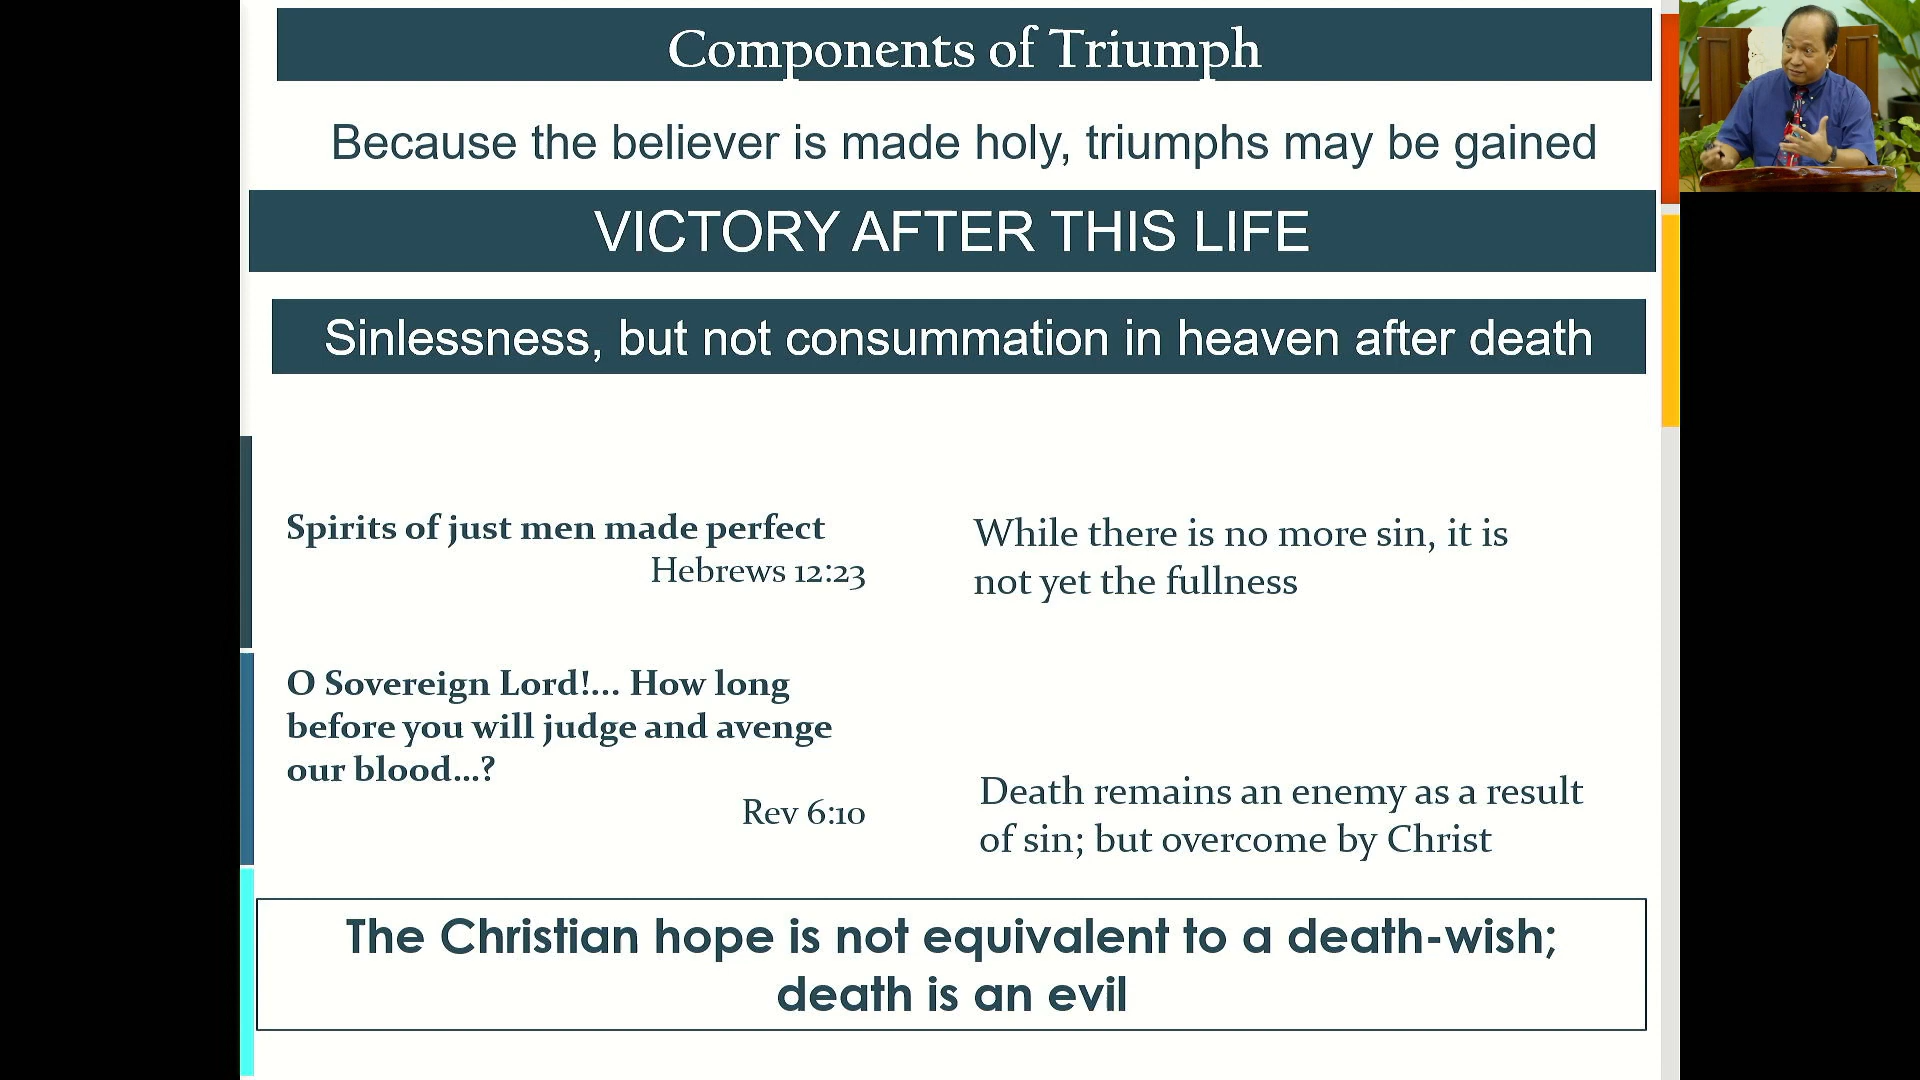 Components of Triumph
Because the believer is made holy, triumphs may be gained
VICTORY AFTER THIS LIFE
Sinlessness, but not consummation in heaven after death
Spirits of just men made perfect
Hebrews 12:23
While there is no more sin, it is
not yet the fullness
O Sovereign Lord!... How long
before you will judge and avenge
our blood...?
Rev 6:10
Death remains an enemy as a result
of sin; but overcome by Christ
The Christian hope is not equivalent to a death-wish;
death is an evil